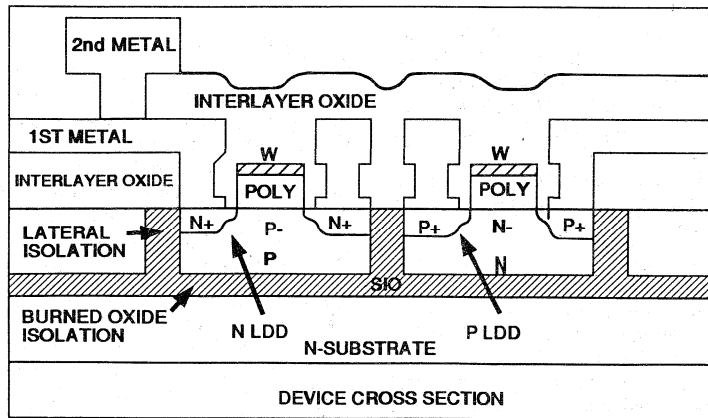 2nd METAL
INTERLAYER OXIDE
1ST METAL
W
W
POLY
POLY
INTERLAYER OXIDE
N+
P-
N+
P+
N-
P+
LATERAL
ISOLATION
P
N
SIO
BURNED OXIDE
ISOLATION
N LDD
P LDD
N-SUBSTRATE
DEVICE CROSS SECTION